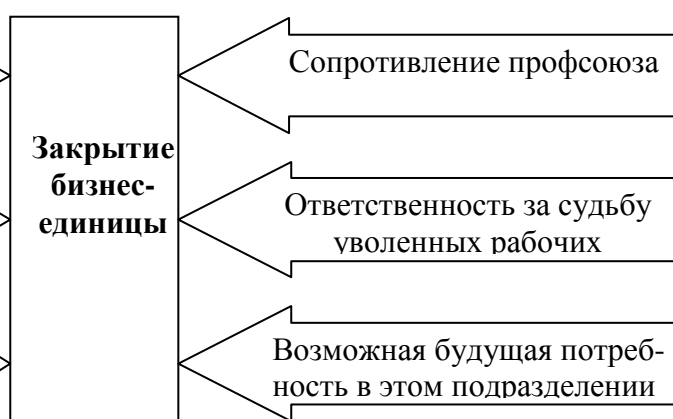 Сопротивление профсоюза
Закрытие
бизнес-
единицы
Ответственность за судьбу
уволенных рабочих
Возможная будущая потреб-
ность в этом подразделении